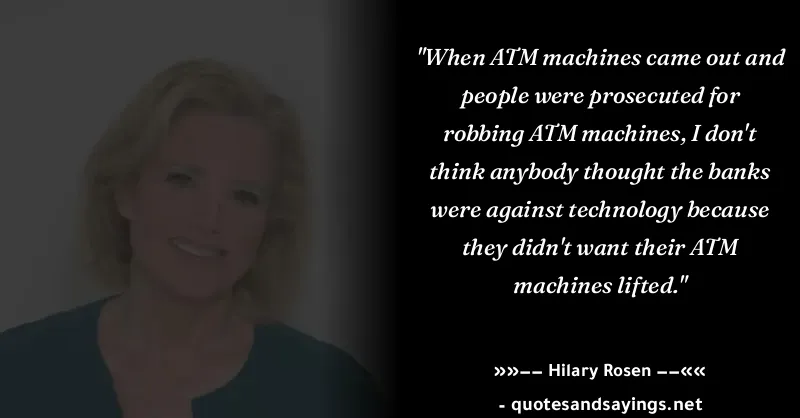 "When ATM machines came out and
people were prosecuted for
robbing ATM machines, I don't
think anybody thought the banks
were against technology because
they didn't want their ATM
machines lifted."
»»−− Hilary Rosen −−««
- quotesandsayings.net